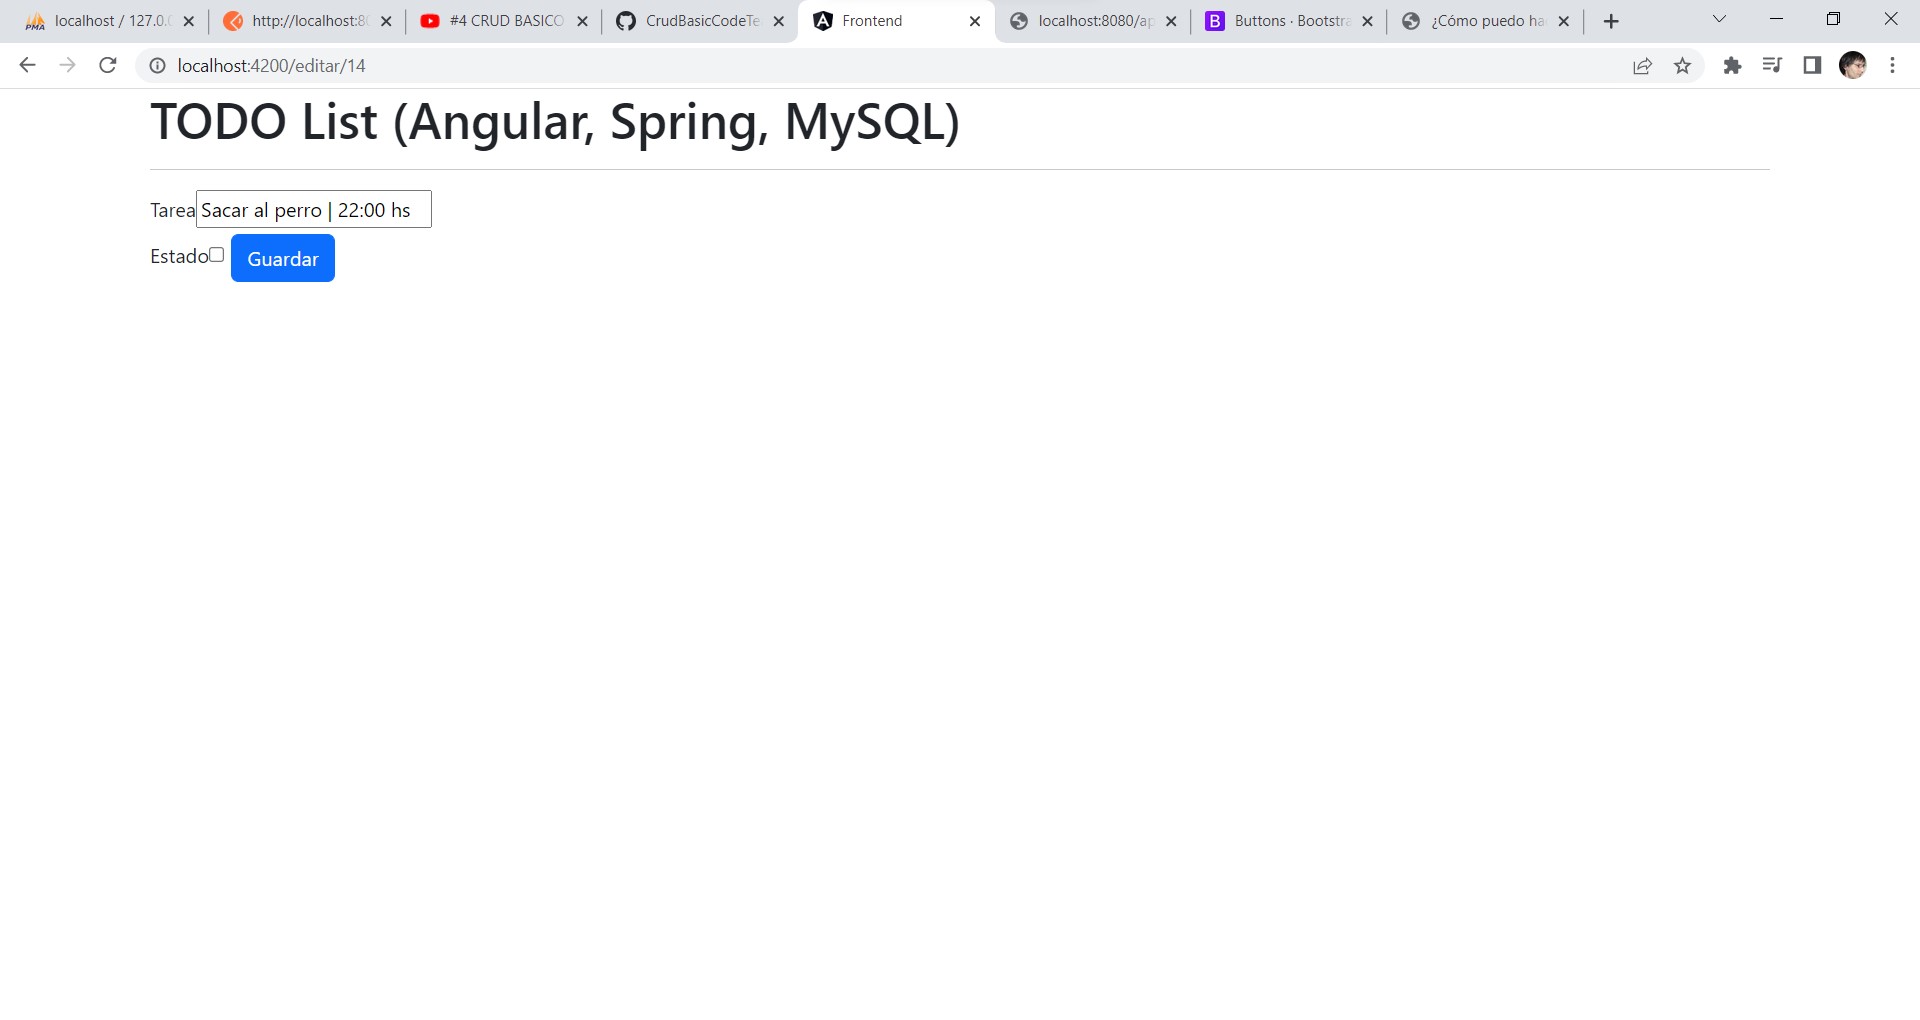 localhost / 127.0.0
http://localhost:80
#4 CRUD BASICO
CrudBasicCodeTe
Frontend
localhost:8080/ap
Buttons · Bootstra
¿Cómo puedo ha
localhost:4200/editar/14
TODO List (Angular, Spring, MySQL)
Tarea Sacar al perro | 22:00 hs
Estado Guardar